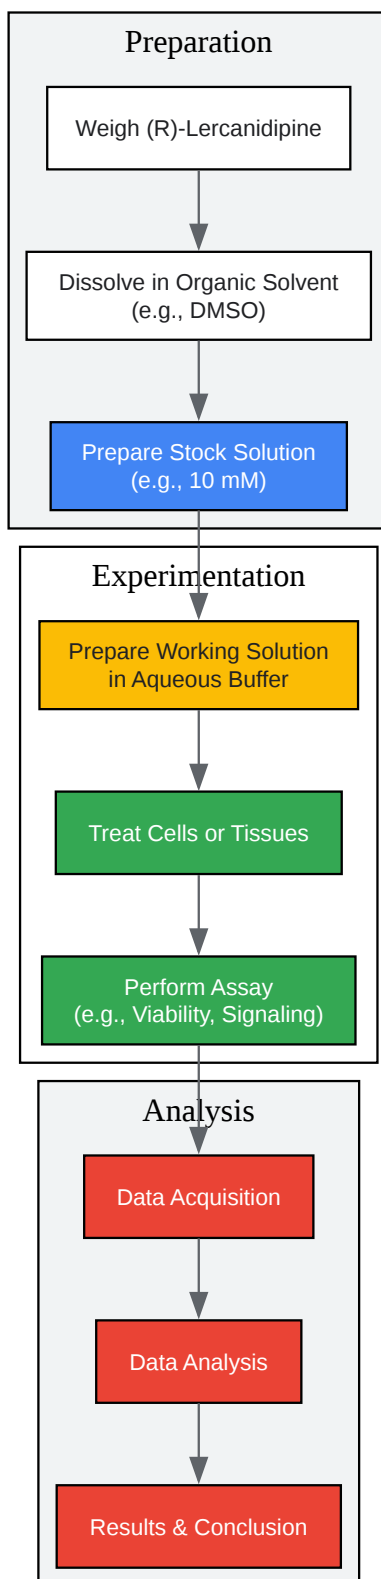 Preparation
Weigh (R)-Lercanidipine
Dissolve in Organic Solvent
(e.g., DMSO)
Prepare Stock Solution
(e.g., 10 mM)
Experimentation
Prepare Working Solution
in Aqueous Buffer
Treat Cells or Tissues
Perform Assay
(e.g., Viability, Signaling)
Analysis
Data Acquisition
Data Analysis
Results & Conclusion